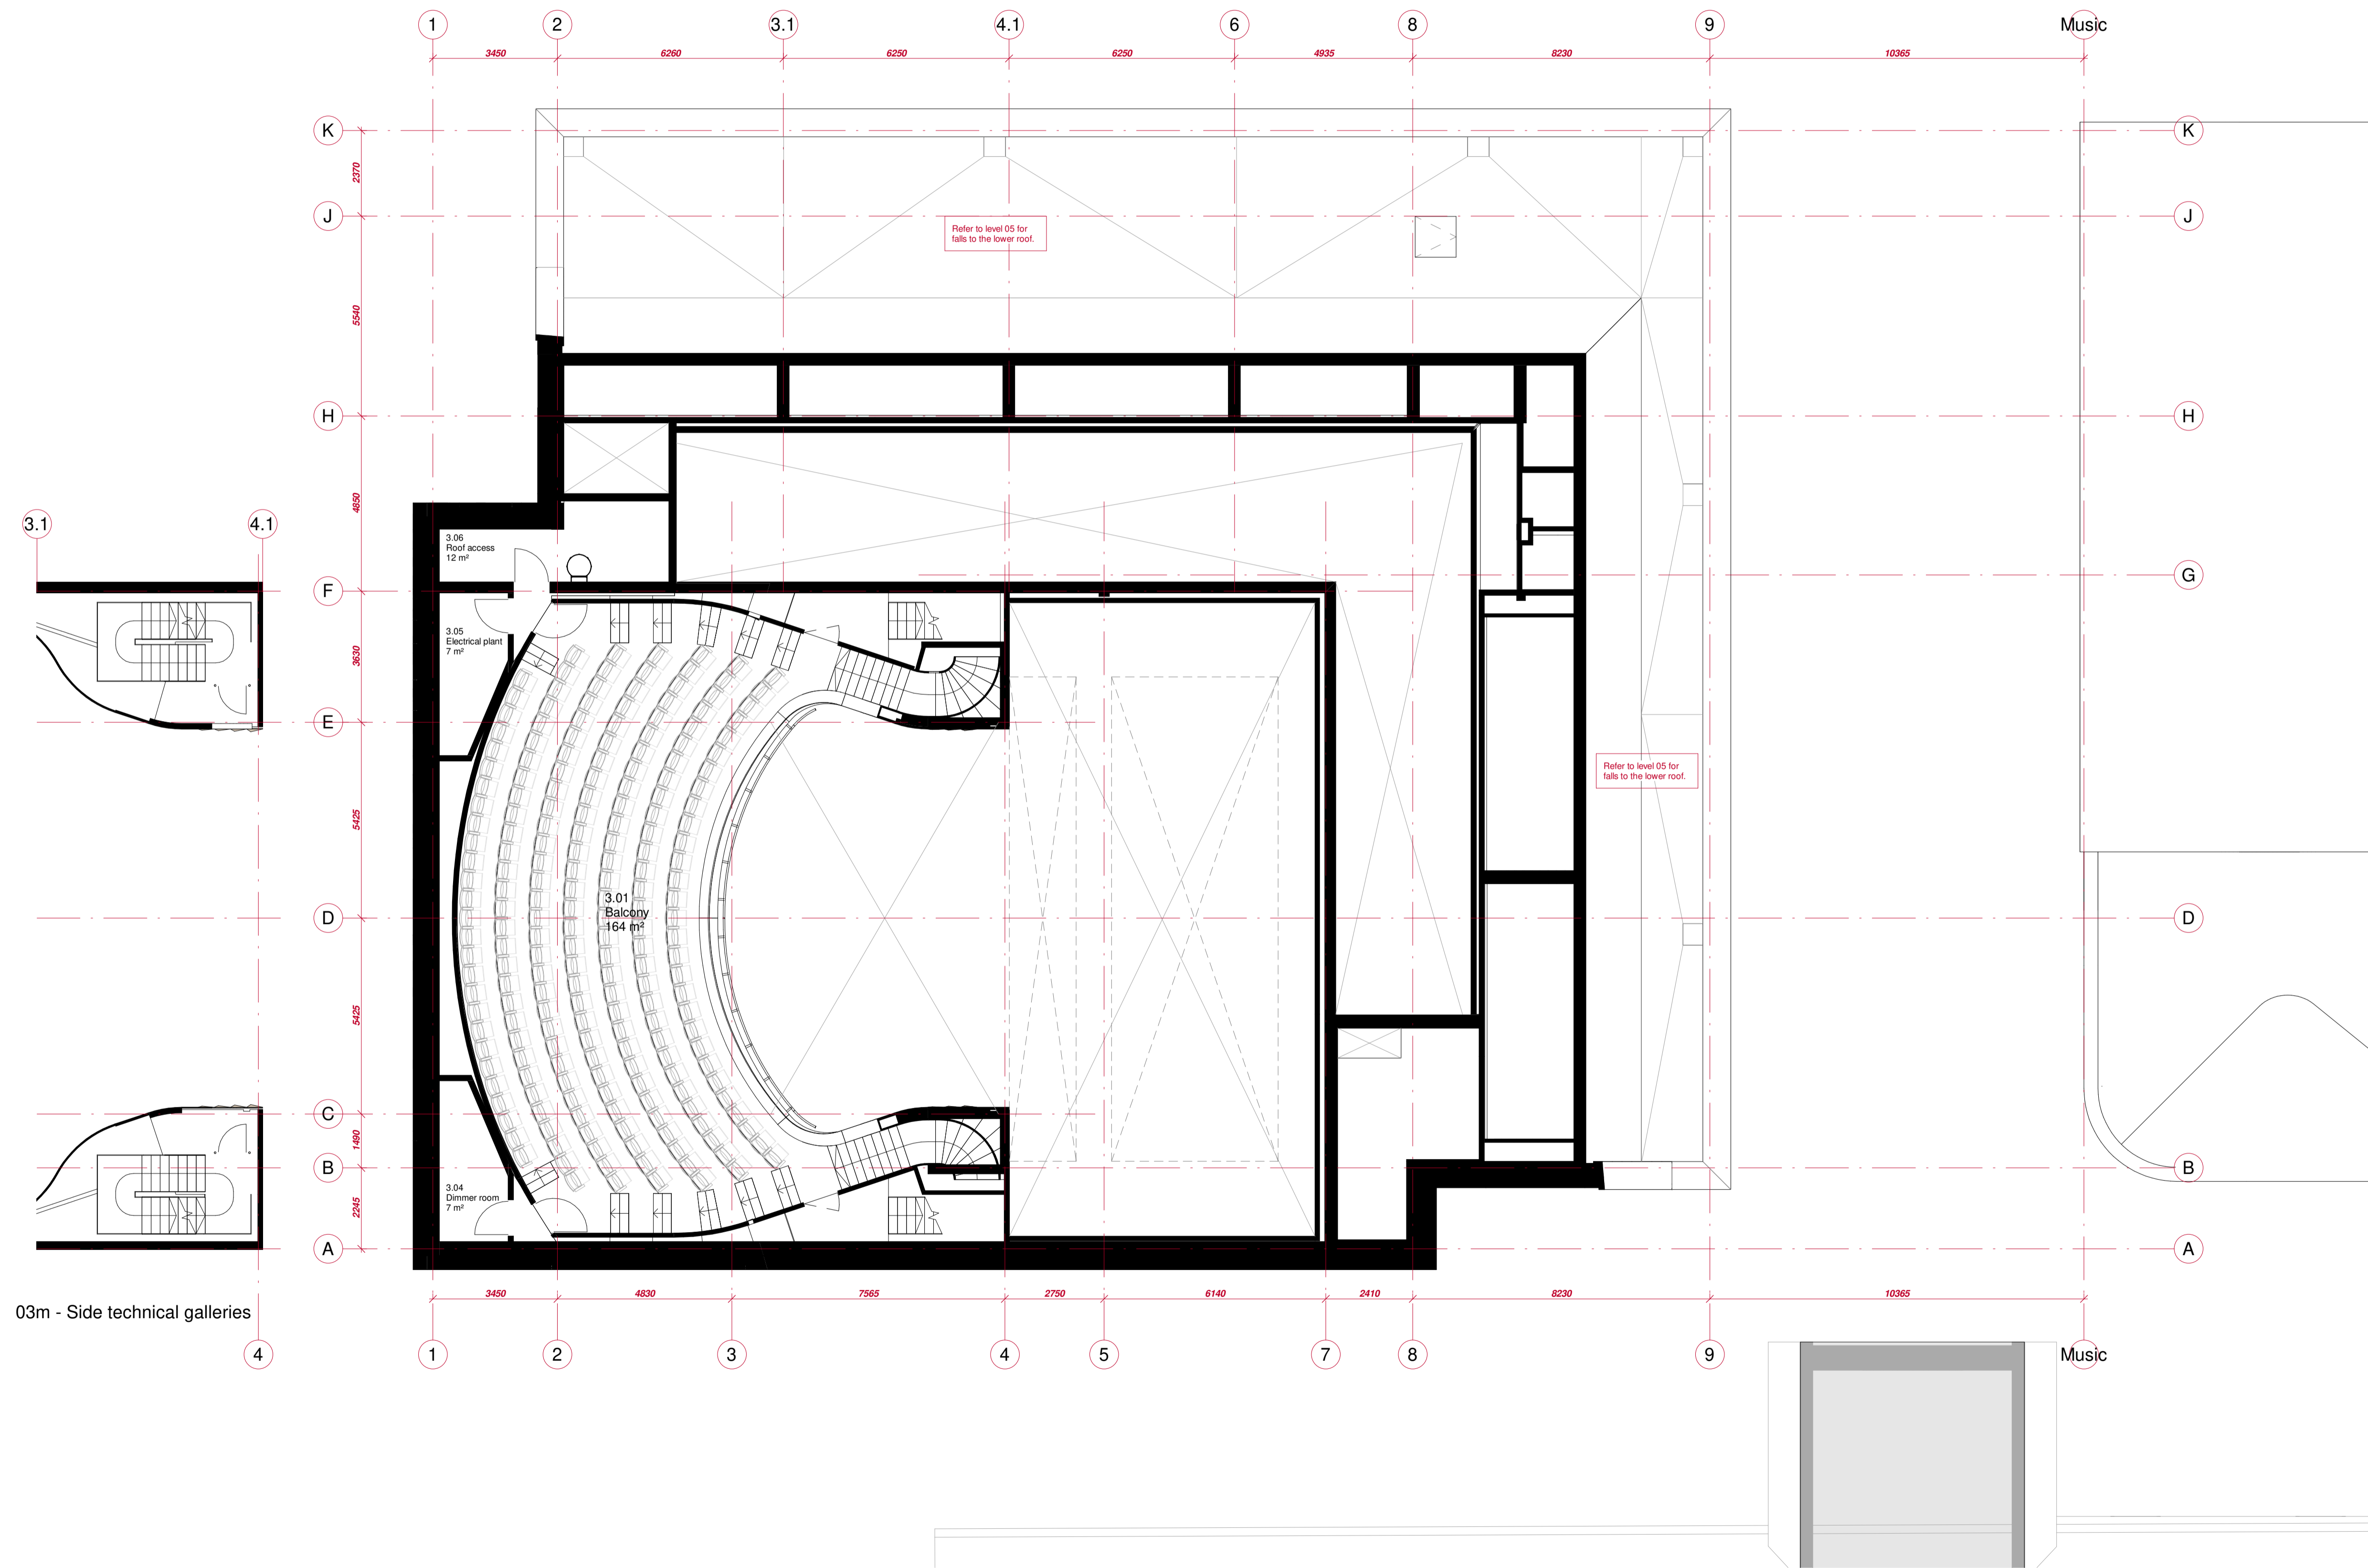 1 2 3.1 4.1 6 8 9 Music
3450 6260 6250 6250 4935 8230 10365
K K
2370
J J
Refer to level 05 for
falls to the lower roof.
5540
H H
4850
3.1 4.1
3.06
Roof access
12 m²
G
F
3.05
Electrical plant
7 m²
3630
E
Refer to level 05 for
falls to the lower roof.
5425
3.01
Balcony
164 m²
D D
5425
C
1490
B B
3.04
Dimmer room
7 m²
2245
A A
3450 4830 7565 2750 6140 2410 8230 10365
03m - Side technical galleries
4 1 2 3 4 5 7 8 9 Music